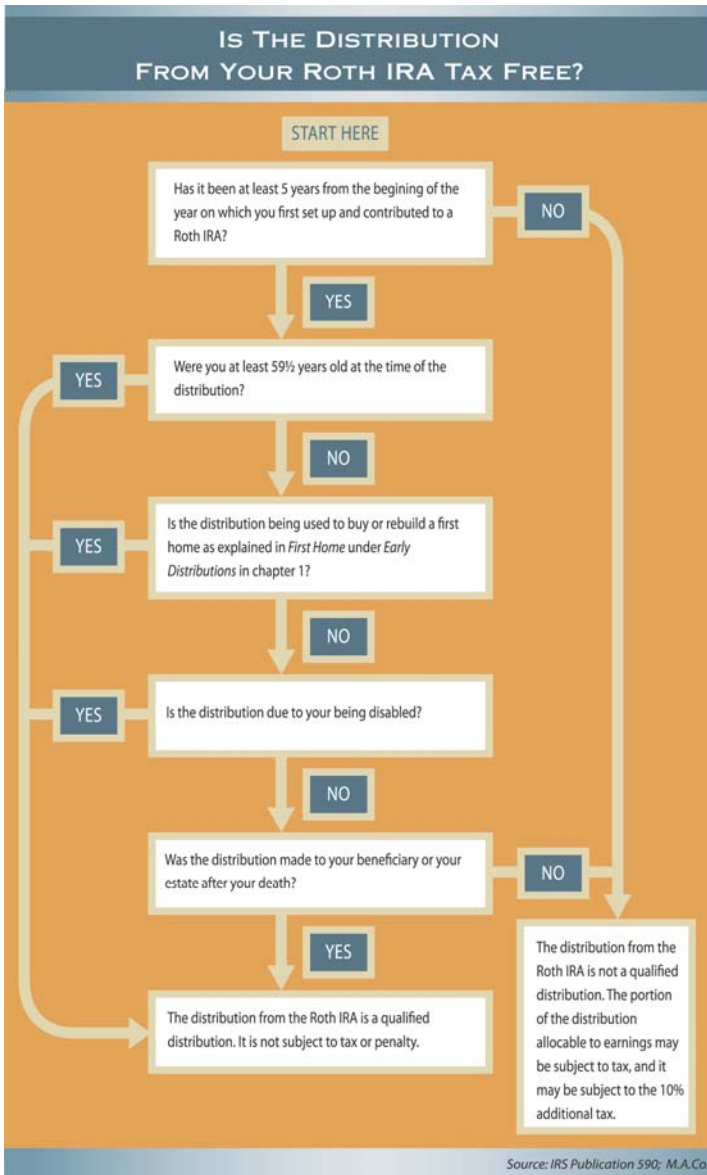 IS THE DISTRIBUTION
FROM YOUR ROTH IRA TAX FREE?
START HERE
Has it been at least 5 years from the begining of the
year on which you first set up and contributed to a
Roth IRA?
NO
YES
Were you at least 59½ years old at the time of the
distribution?
YES
NO
Is the distribution being used to buy or rebuild a first
home as explained in First Home under Early
Distributions in chapter 1?
YES
NO
Is the distribution due to your being disabled?
YES
NO
Was the distribution made to your beneficiary or your
estate after your death?
NO
YES
The distribution from the Roth IRA is a qualified
distribution. It is not subject to tax or penalty.
The distribution from the
Roth IRA is not a qualified
distribution. The portion
of the distribution
allocable to earnings may
be subject to tax, and it
may be subject to the 10%
additional tax.
Source: IRS Publication 590; M.A.Co